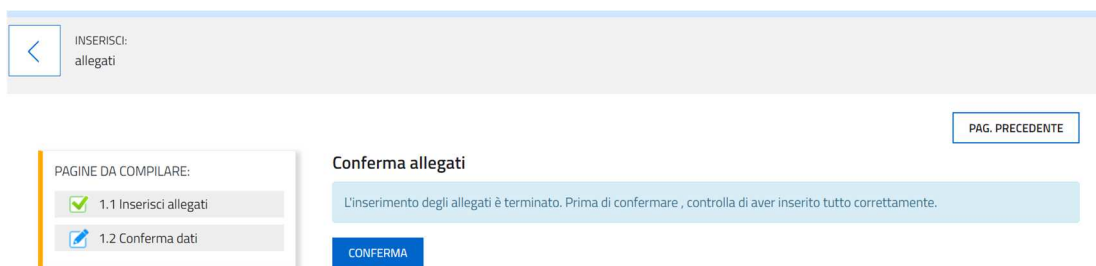 INSERISCI:
allegati
PAG. PRECEDENTE
PAGINE DA COMPILARE:
1.1 Inserisci allegati
1.2 Conferma dati
Conferma allegati
L'inserimento degli allegati è terminato. Prima di confermare , controlla di aver inserito tutto correttamente.
CONFERMA